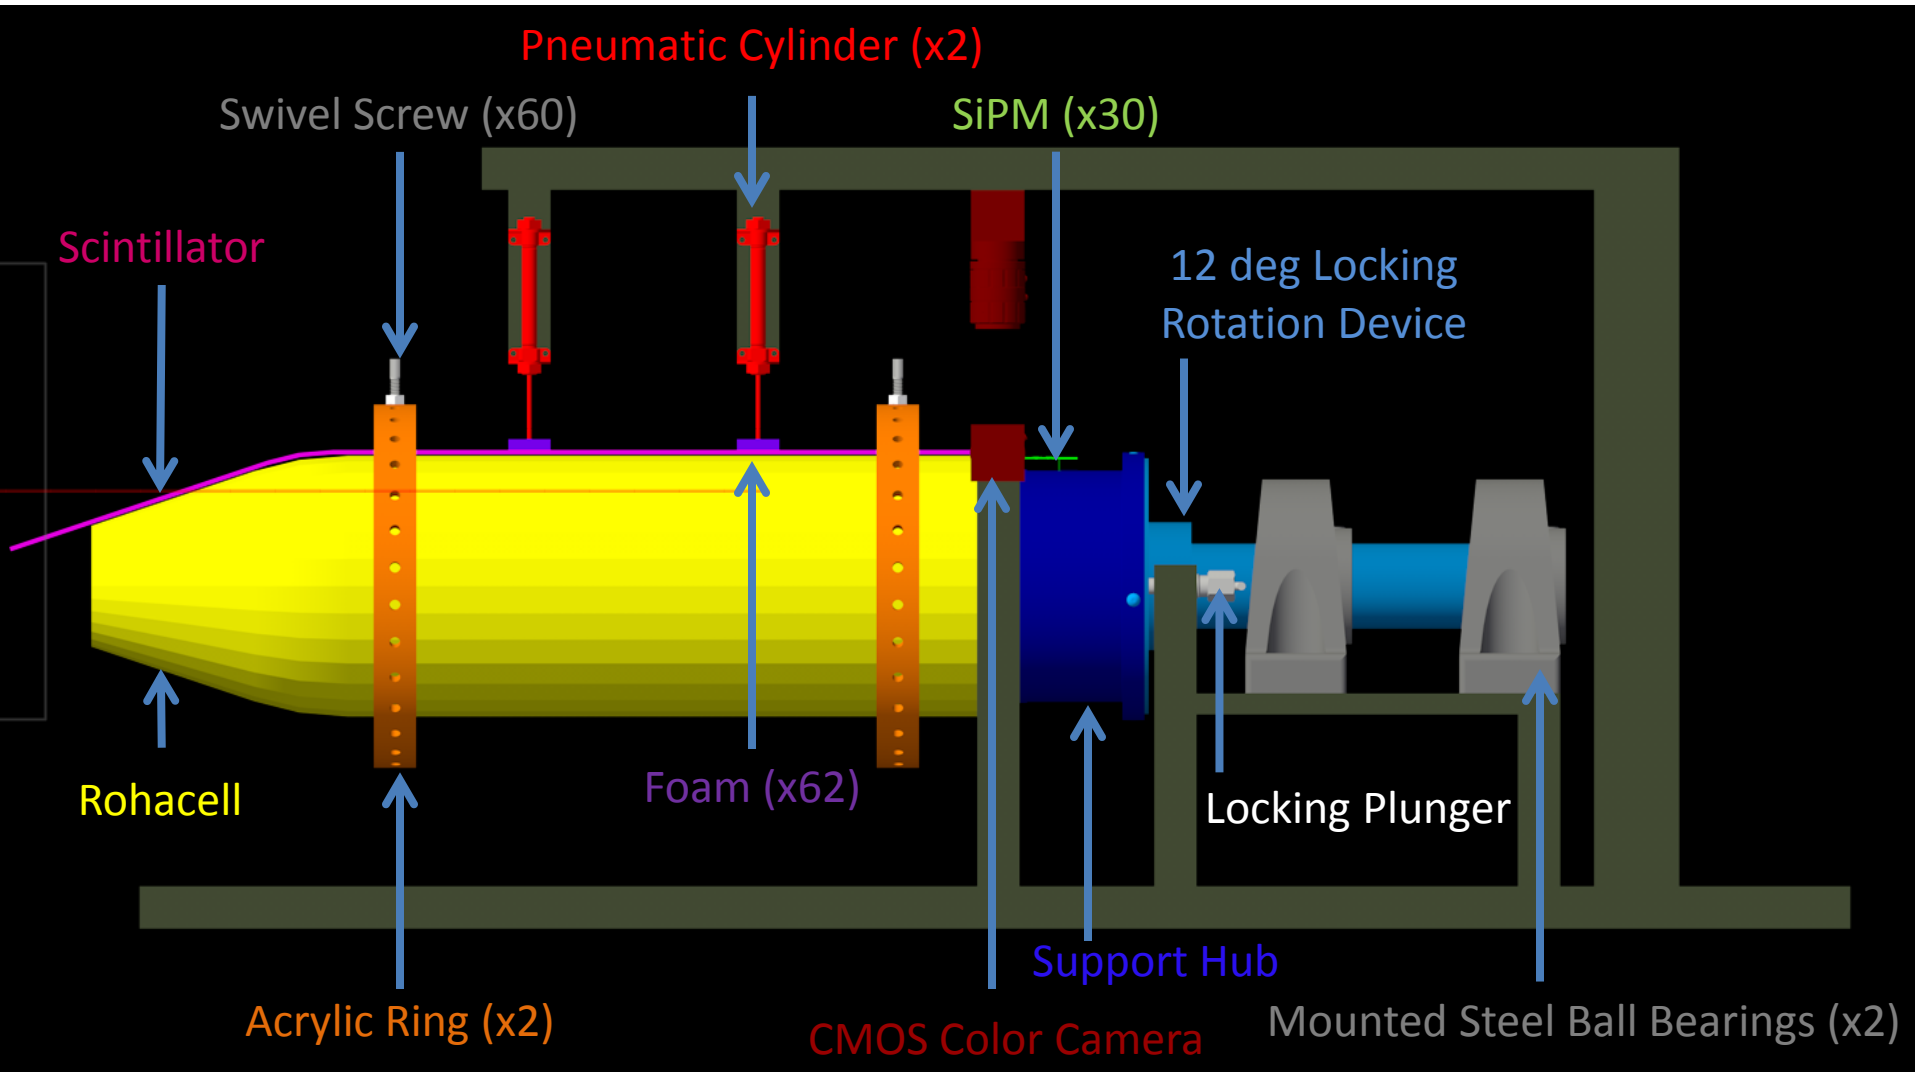 Pneumatic Cylinder (x2)
Swivel Screw (x60)
SiPM (x30)
Scintillator
12 deg Locking
Rotation Device
Rohacell
Foam (x62)
Locking Plunger
Support Hub
Acrylic Ring (x2)
CMOS Color Camera
Mounted Steel Ball Bearings (x2)